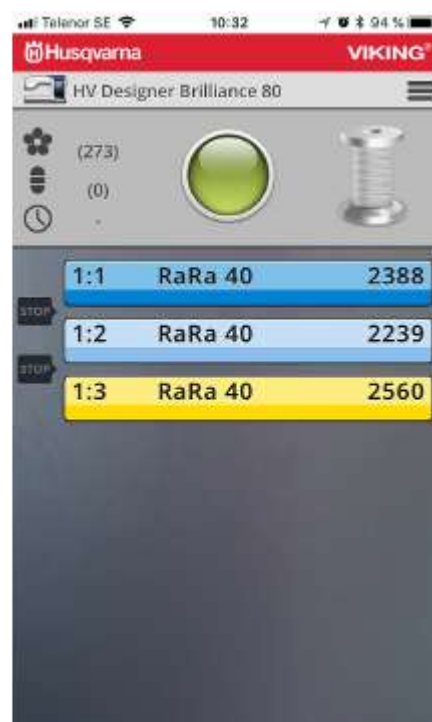 Telenor SE 10:32 94 %
Husqvarna VIKING®
HV Designer Brilliance 80
(273)
(0)
-
1:1 RaRa 40 2388
STOP
1:2 RaRa 40 2239
STOP
1:3 RaRa 40 2560